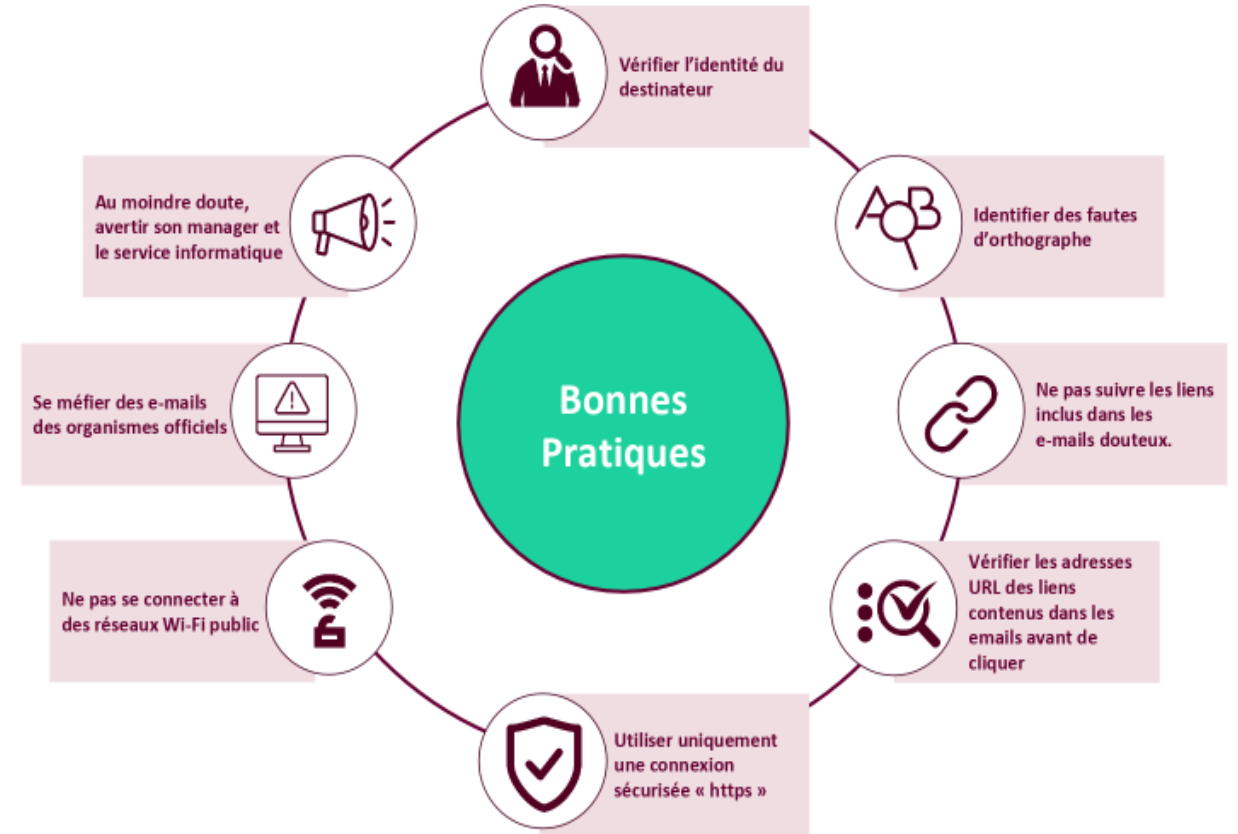 Vérifier l'identité du
destinateur
Identifier des fautes
d'orthographe
Ne pas suivre les liens
inclus dans les
e-mails douteux.
Vérifier les adresses
URL des liens
contenus dans les
emails avant de
cliquer
Utiliser uniquement
une connexion
sécurisée « https »
Ne pas se connecter à
des réseaux Wi-Fi public
Se méfier des e-mails
des organismes officiels
Au moindre doute,
avertir son manager et
le service informatique
Bonnes
Pratiques